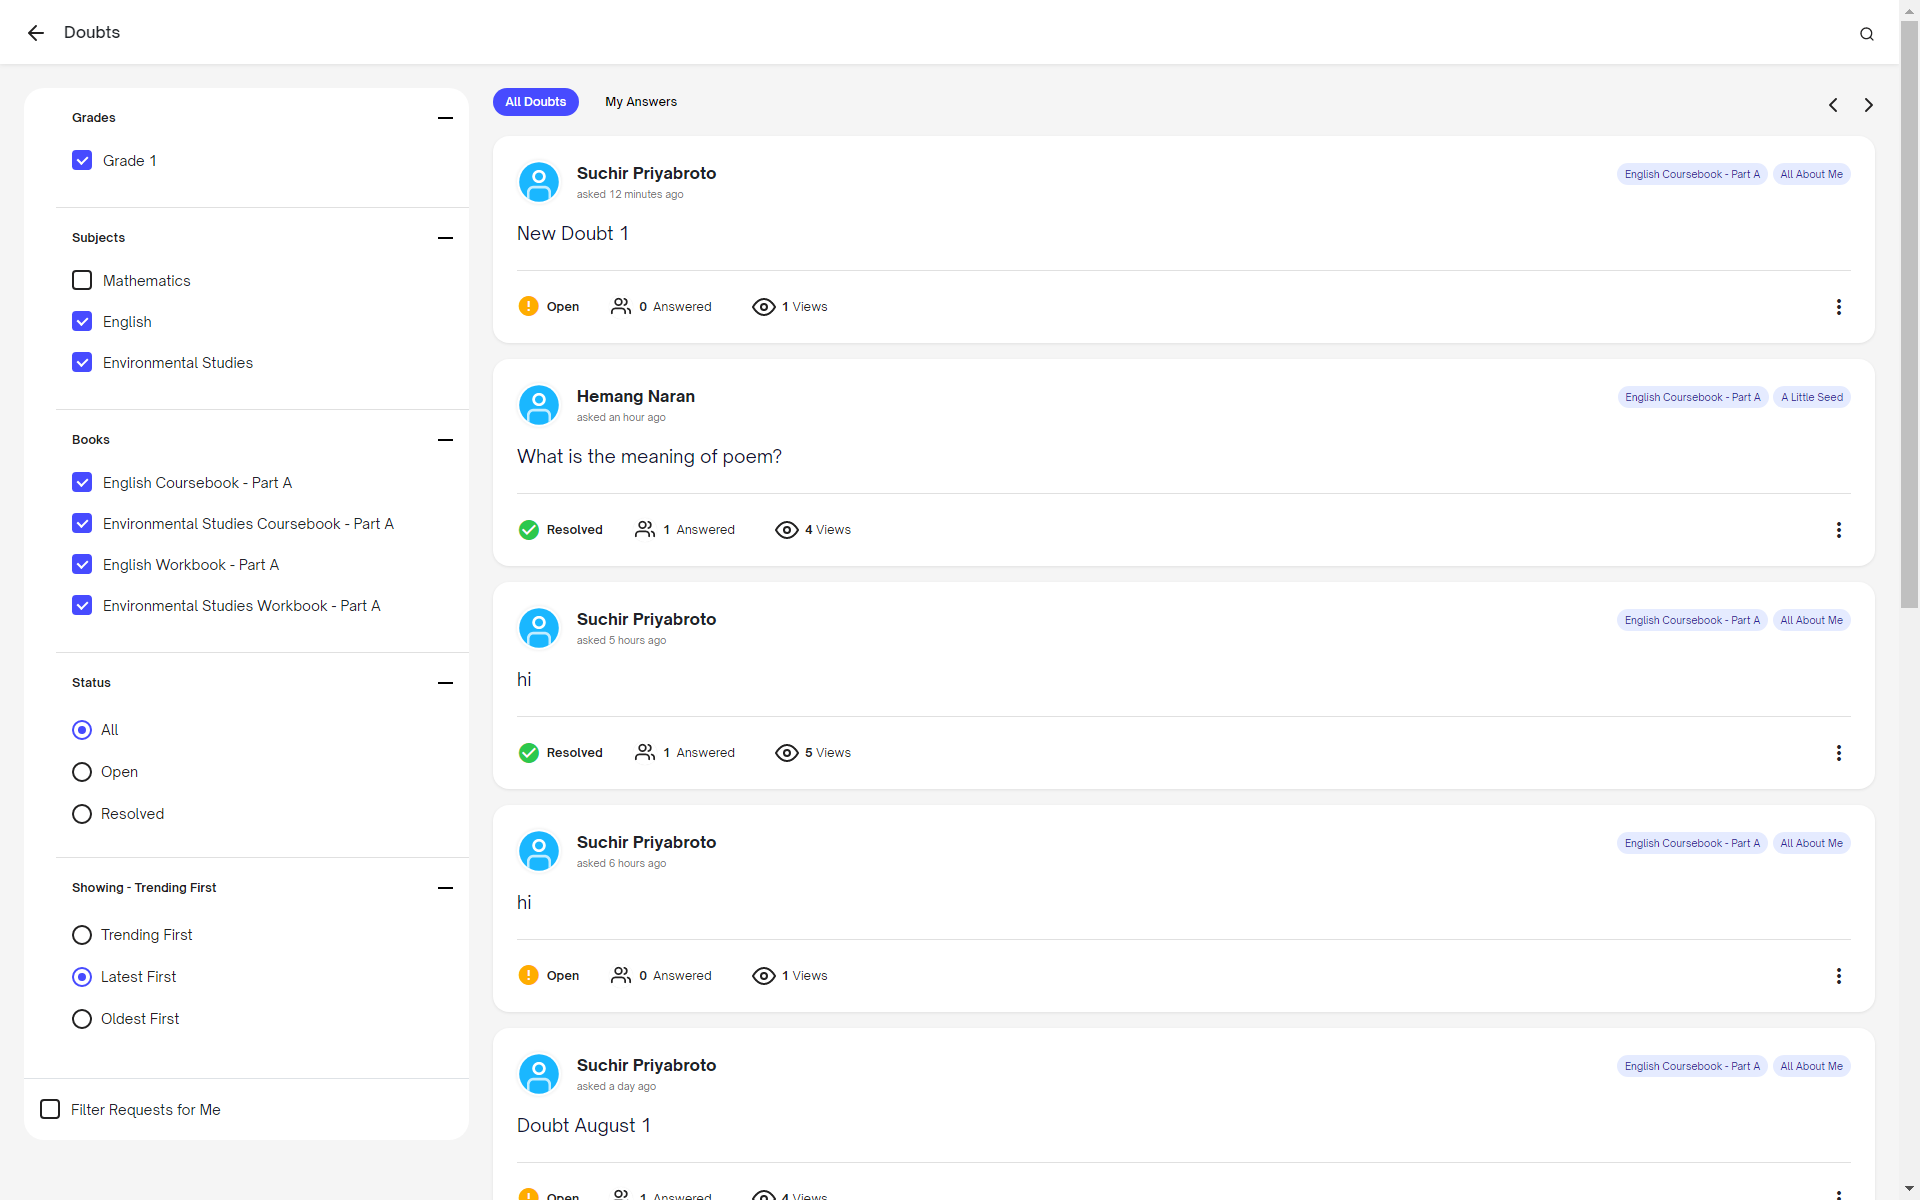 Doubts
Grades
Grade 1
Subjects
Mathematics
English
Environmental Studies
Books
English Coursebook - Part A
Environmental Studies Coursebook - Part A
English Workbook - Part A
Environmental Studies Workbook - Part A
Status
All
Open
Resolved
Showing - Trending First
Trending First
Latest First
Oldest First
Filter Requests for Me
All Doubts My Answers
Suchir Priyabroto English Coursebook - Part A All About Me
asked 12 minutes ago
New Doubt 1
Open 0 Answered 1 Views
Hemang Naran English Coursebook - Part A A Little Seed
asked an hour ago
What is the meaning of poem?
Resolved 1 Answered 4 Views
Suchir Priyabroto English Coursebook - Part A All About Me
asked 5 hours ago
hi
Resolved 1 Answered 5 Views
Suchir Priyabroto English Coursebook - Part A All About Me
asked 6 hours ago
hi
Open 0 Answered 1 Views
Suchir Priyabroto English Coursebook - Part A All About Me
asked a day ago
Doubt August 1
Open 1 Answered 4 Views